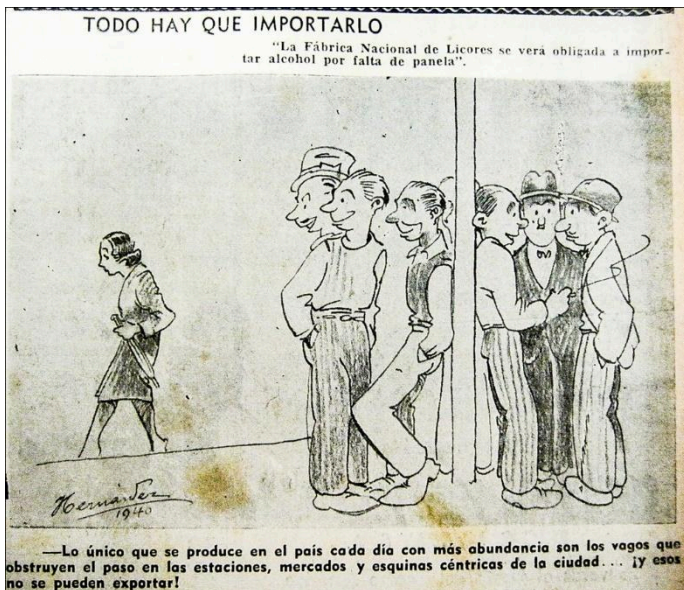 TODO HAY QUE IMPORTARLO
"La Fábrica Nacional de Licores se verá obligada a impor-
tar alcohol por falta de panela".
Hernández
1940
—Lo único que se produce en el país cada día con más abundancia son los vagos que
obstruyen el paso en las estaciones, mercados y esquinas céntricas de la ciudad... ¡y esos
no se pueden exportar!